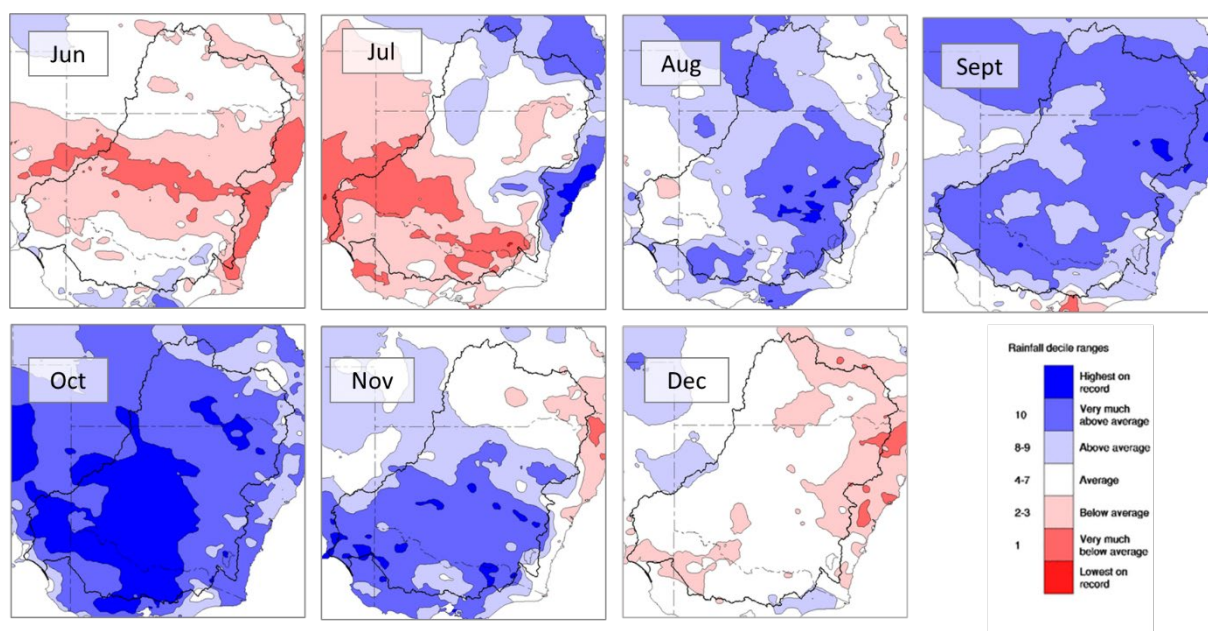 Jun
Jul
Aug
Sept
Oct
Nov
Dec
Rainfall decile ranges
Highest on
record
10 Very much
above average
8-9 Above average
4-7 Average
2-3 Below average
1 Very much
below average
Lowest on
record